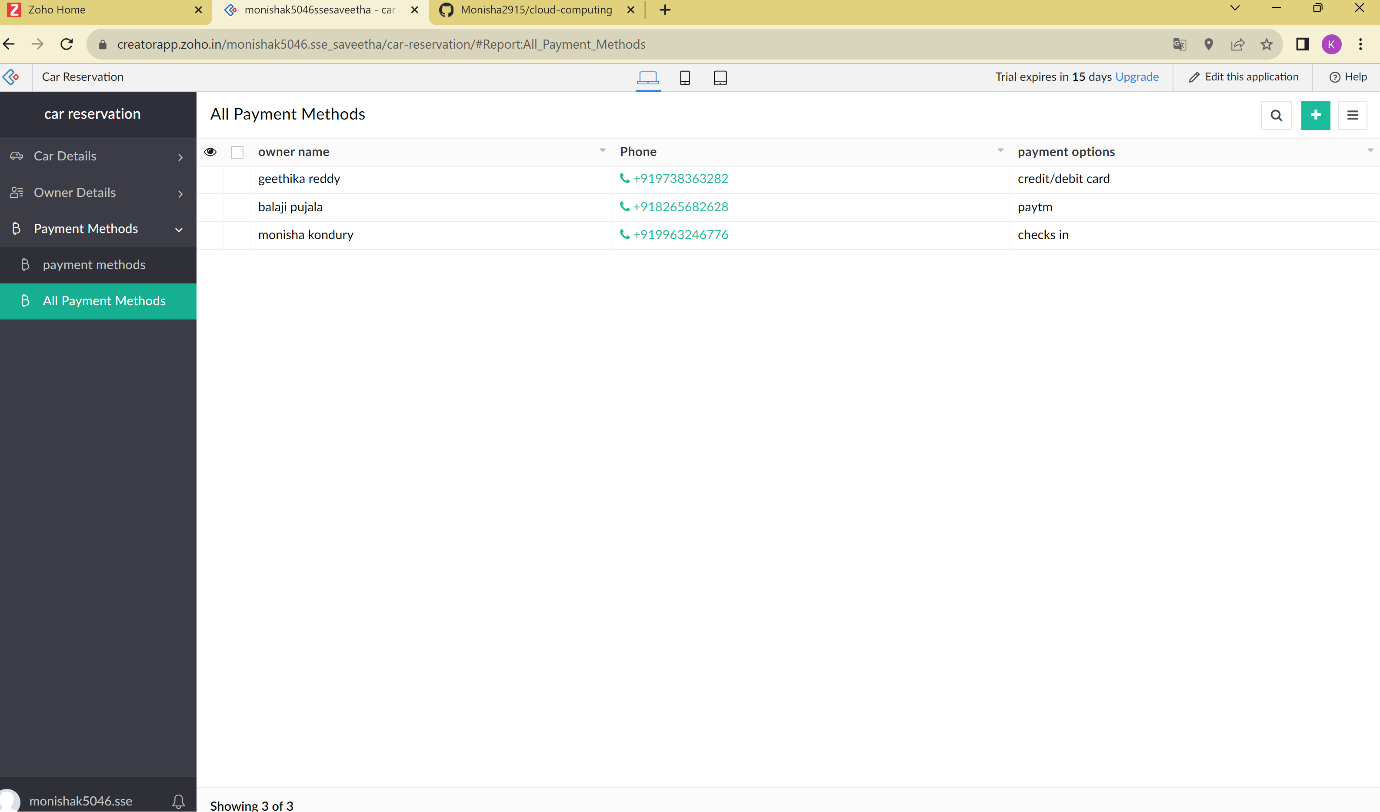 Zoho Home
monishak5046ssesaveetha - car
Monisha2915/cloud-computing
creatorapp.zoho.in/monishak5046.sse_saveetha/car-reservation/#Report:All_Payment_Methods
K
Car Reservation
Trial expires in 15 days Upgrade
Edit this application
Help
car reservation
All Payment Methods
Car Details
Owner Details
Payment Methods
payment methods
All Payment Methods
owner name Phone payment options
geethika reddy +919738363282 credit/debit card
balaji pujala +918265682628 paytm
monisha kondury +919963246776 checks in
monishak5046.sse
Showing 3 of 3